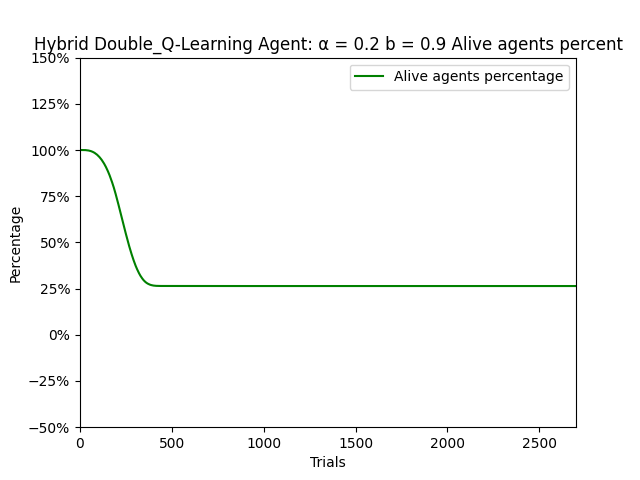 Hybrid Double_Q-Learning Agent: α = 0.2 b = 0.9 Alive agents percent
150%
125%
100%
75%
50%
25%
0%
−25%
−50%
Percentage
Alive agents percentage
0 500 1000 1500 2000 2500
Trials